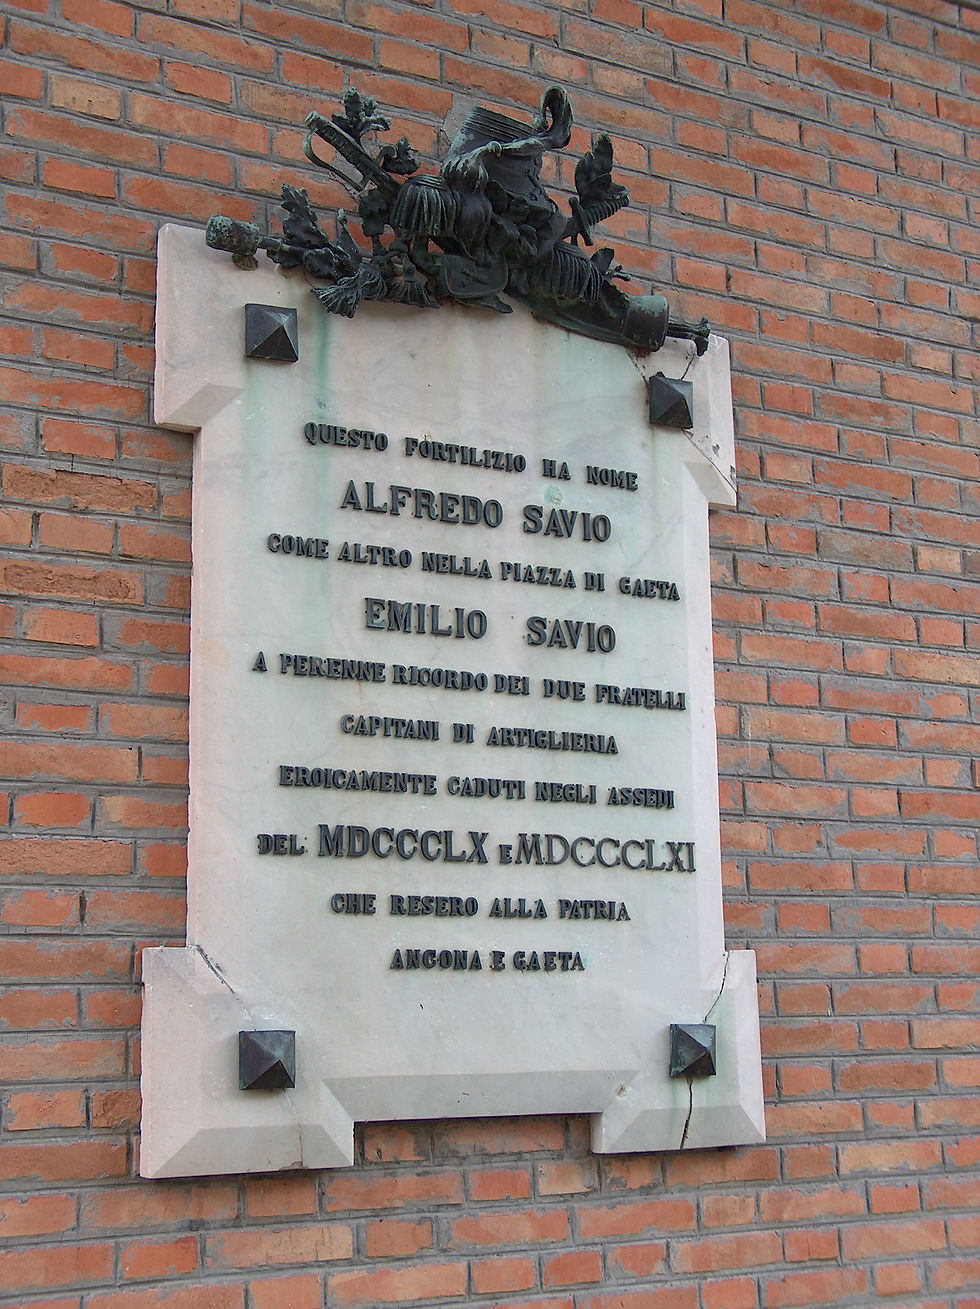 QUESTO FORTILIZIO HA NOME
ALFREDO SAVIO
COME ALTRO NELLA PIAZZA DI GAETA
EMILIO SAVIO
A PERENNE RICORDO DEI DUE FRATELLI
CAPITANI DI ARTIGLIERIA
EROICAMENTE CADUTI NEGLI ASSEDI
DEL MDCCCLX E MDCCCLXI
CHE RESERO ALLA PATRIA
ANCONA E GAETA